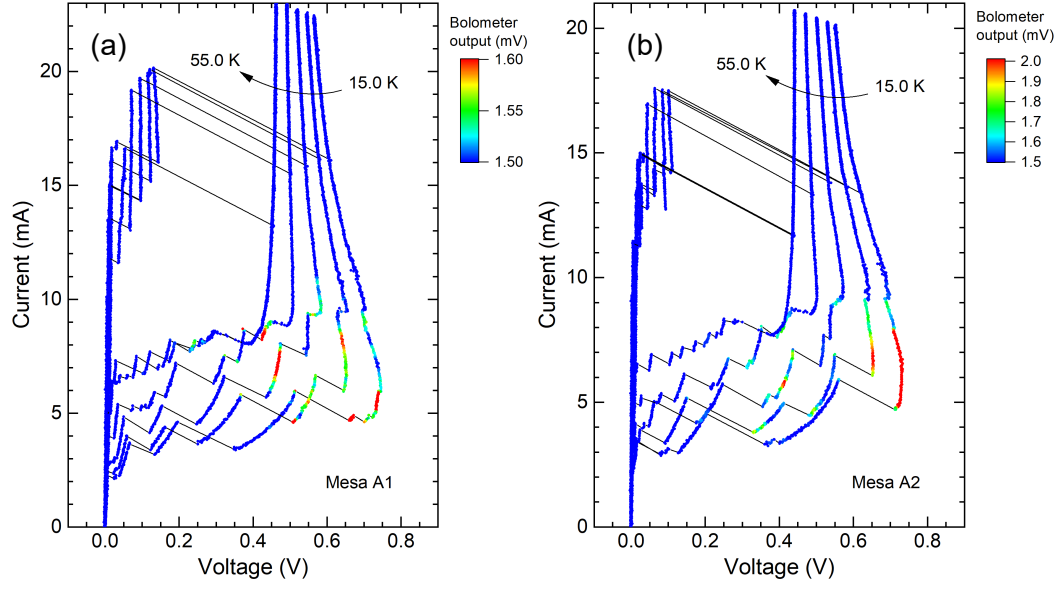 (a)
55.0 K
15.0 K
Mesa A1
Current (mA)
20
15
10
5
0
0.0 0.2 0.4 0.6 0.8
Voltage (V)
Bolometer
output (mV)
1.60
1.55
1.50
(b)
55.0 K
15.0 K
Mesa A2
Current (mA)
20
15
10
5
0
0.0 0.2 0.4 0.6 0.8
Voltage (V)
Bolometer
output (mV)
2.0
1.9
1.8
1.7
1.6
1.5